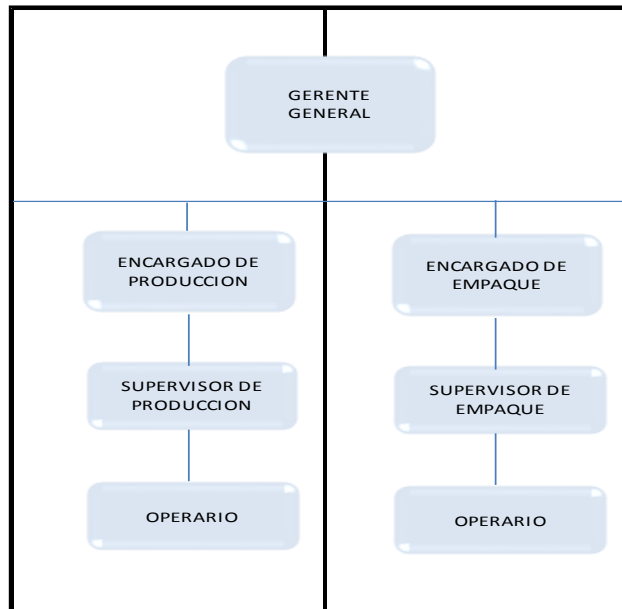 GERENTE
GENERAL
ENCARGADO DE
PRODUCCION
ENCARGADO DE
EMPAQUE
SUPERVISOR DE
PRODUCCION
SUPERVISOR DE
EMPAQUE
OPERARIO
OPERARIO